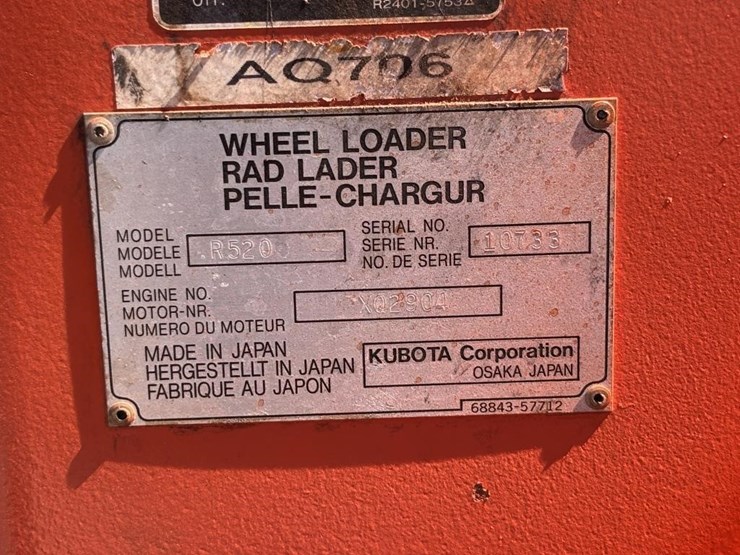 R2401-57532
AQ706
WHEEL LOADER
RAD LADER
PELLE-CHARGUR
MODEL
MODELE R520
MODELL
SERIAL NO.
SERIE NR. 10733
NO. DE SERIE
ENGINE NO.
MOTOR-NR. XQ2904
NUMERO DU MOTEUR
MADE IN JAPAN
HERGESTELLT IN JAPAN
FABRIQUE AU JAPON
KUBOTA Corporation
OSAKA JAPAN
68843-57712